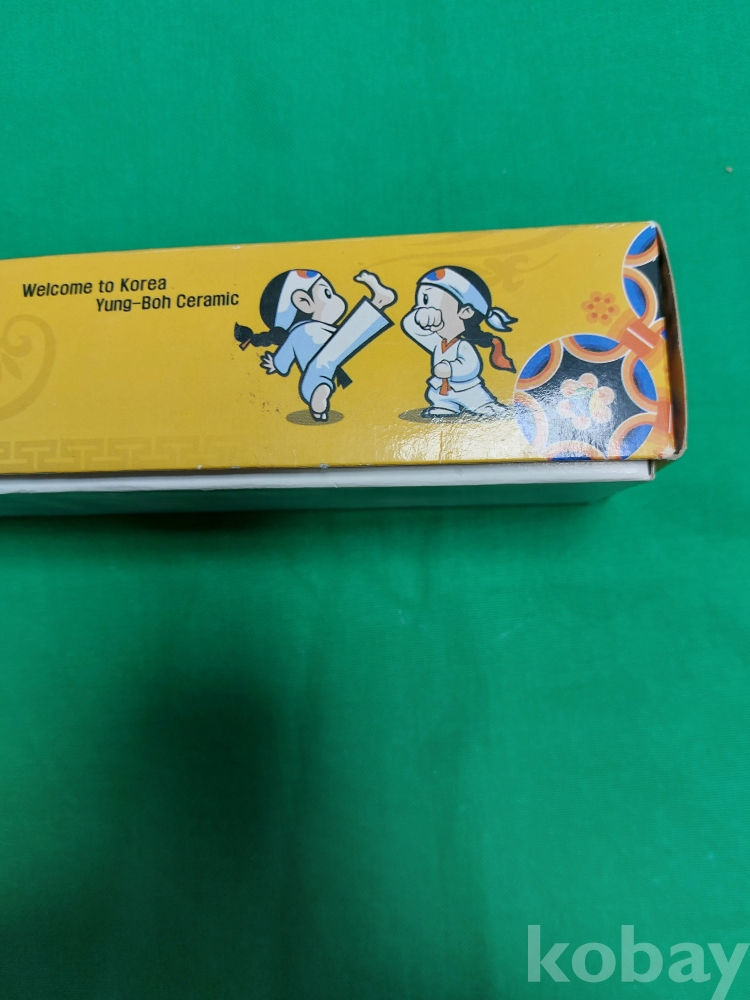 Welcome to Korea
Yung-Boh Ceramic
kobay